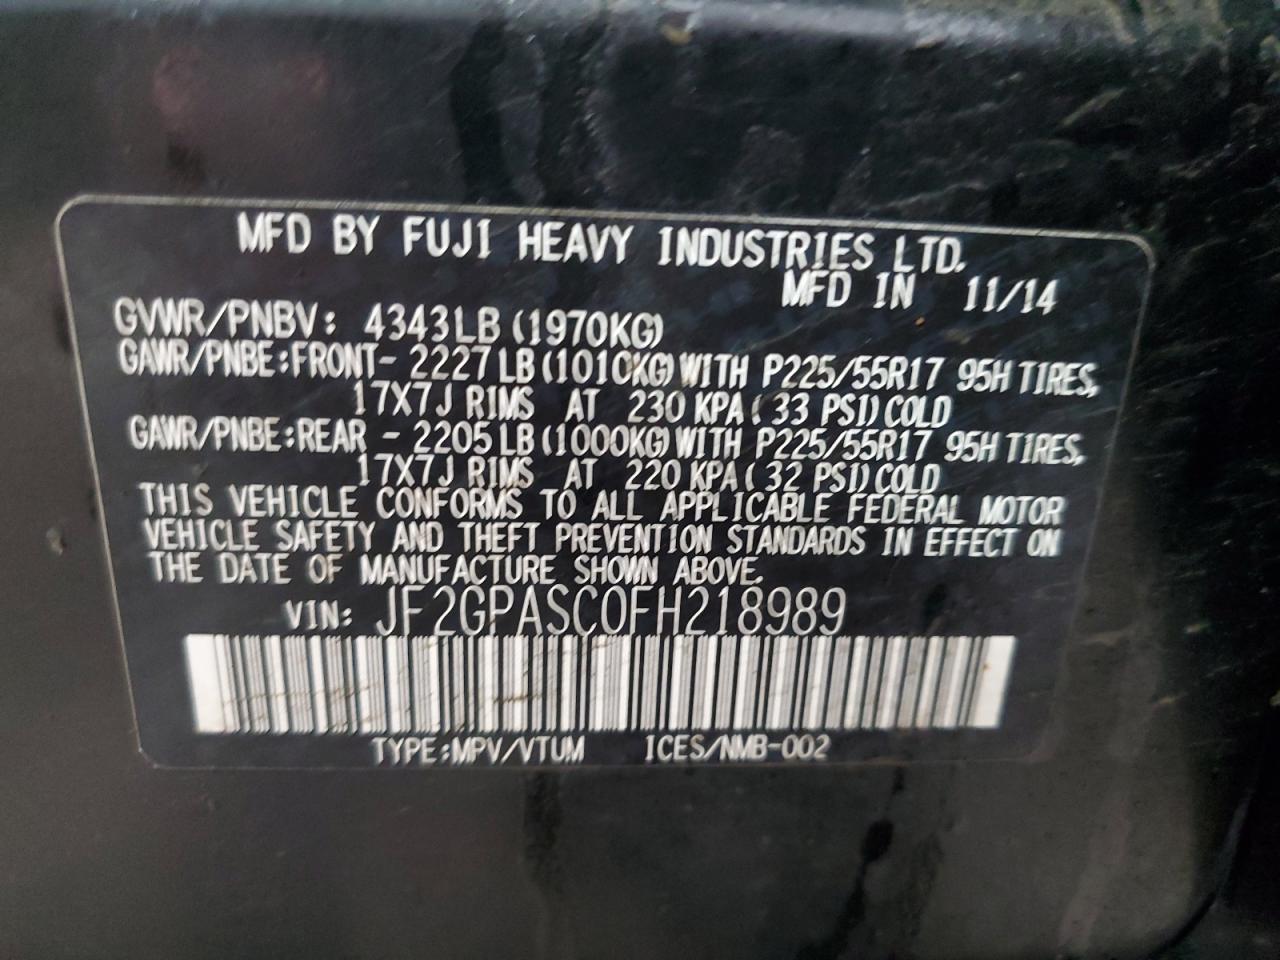 MFD BY FUJI HEAVY INDUSTRIES LTD.
MFD IN 11/14
GVWR/PNBV: 4343LB (1970KG)
GAWR/PNBE:FRONT- 2227LB (1010KG) WITH P225/55R17 95H TIRES,
17X7J RIMS AT 230 KPA (33 PSI) COLD
GAWR/PNBE:REAR - 2205LB (1000KG) WITH P225/55R17 95H TIRES,
17X7J RIMS AT 220 KPA (32 PSI) COLD
THIS VEHICLE CONFORMS TO ALL APPLICABLE FEDERAL MOTOR
VEHICLE SAFETY AND THEFT PREVENTION STANDARDS IN EFFECT ON
THE DATE OF MANUFACTURE SHOWN ABOVE.
VIN: JF2GPASC0FH218989
TYPE:MPV/VTUM ICES/NMB-002